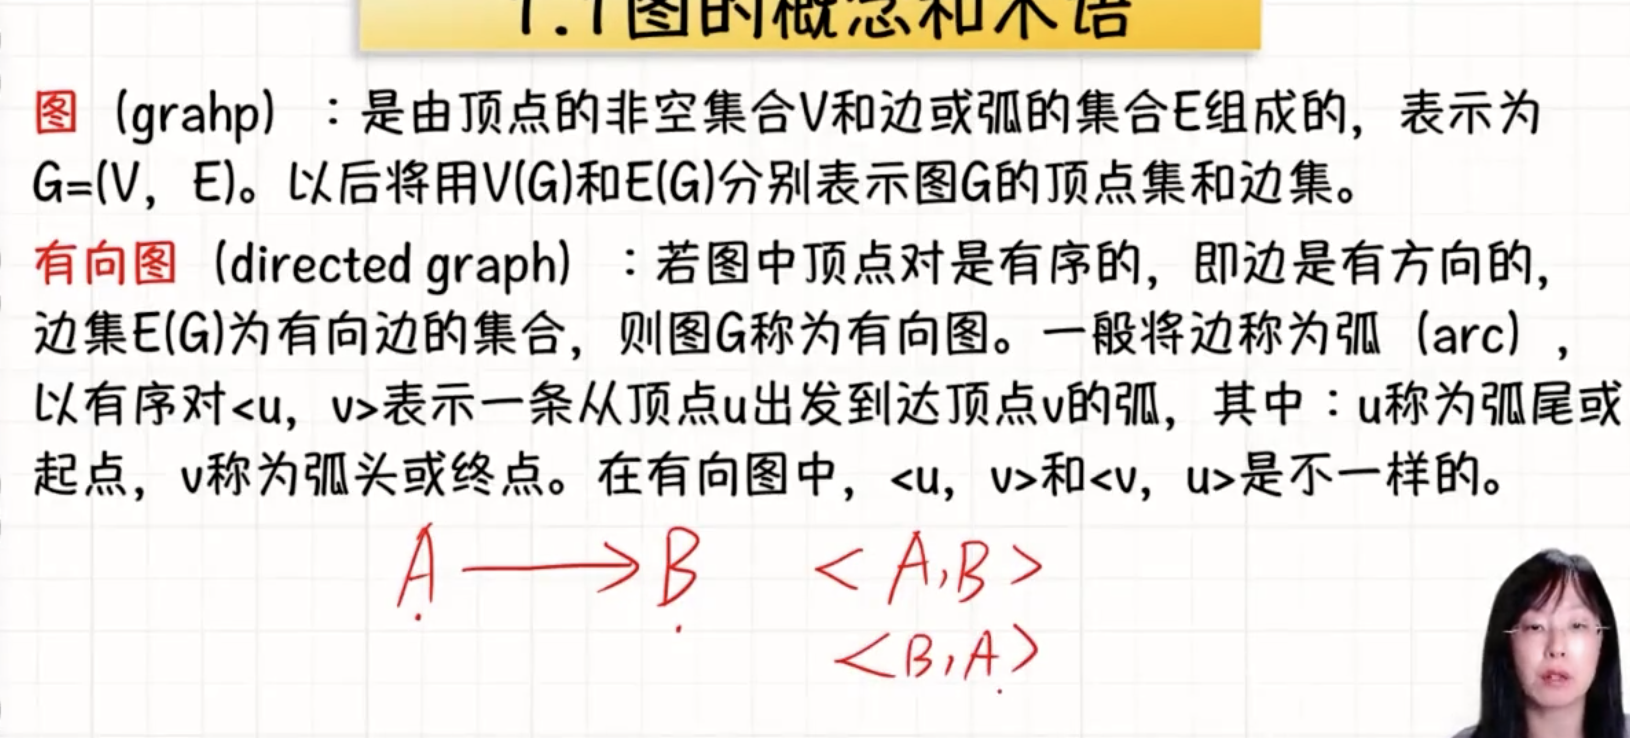 7.1图的概念和术语
图（grahp）：是由顶点的非空集合V和边或弧的集合E组成的，表示为
G=(V，E)。以后将用V(G)和E(G)分别表示图G的顶点集和边集。
有向图（directed graph）：若图中顶点对是有序的，即边是有方向的，
边集E(G)为有向边的集合，则图G称为有向图。一般将边称为弧（arc），
以有序对<u，v>表示一条从顶点u出发到达顶点v的弧，其中：u称为弧尾或
起点，v称为弧头或终点。在有向图中，<u，v>和<v，u>是不一样的。
A → B <A,B>
<B,A>